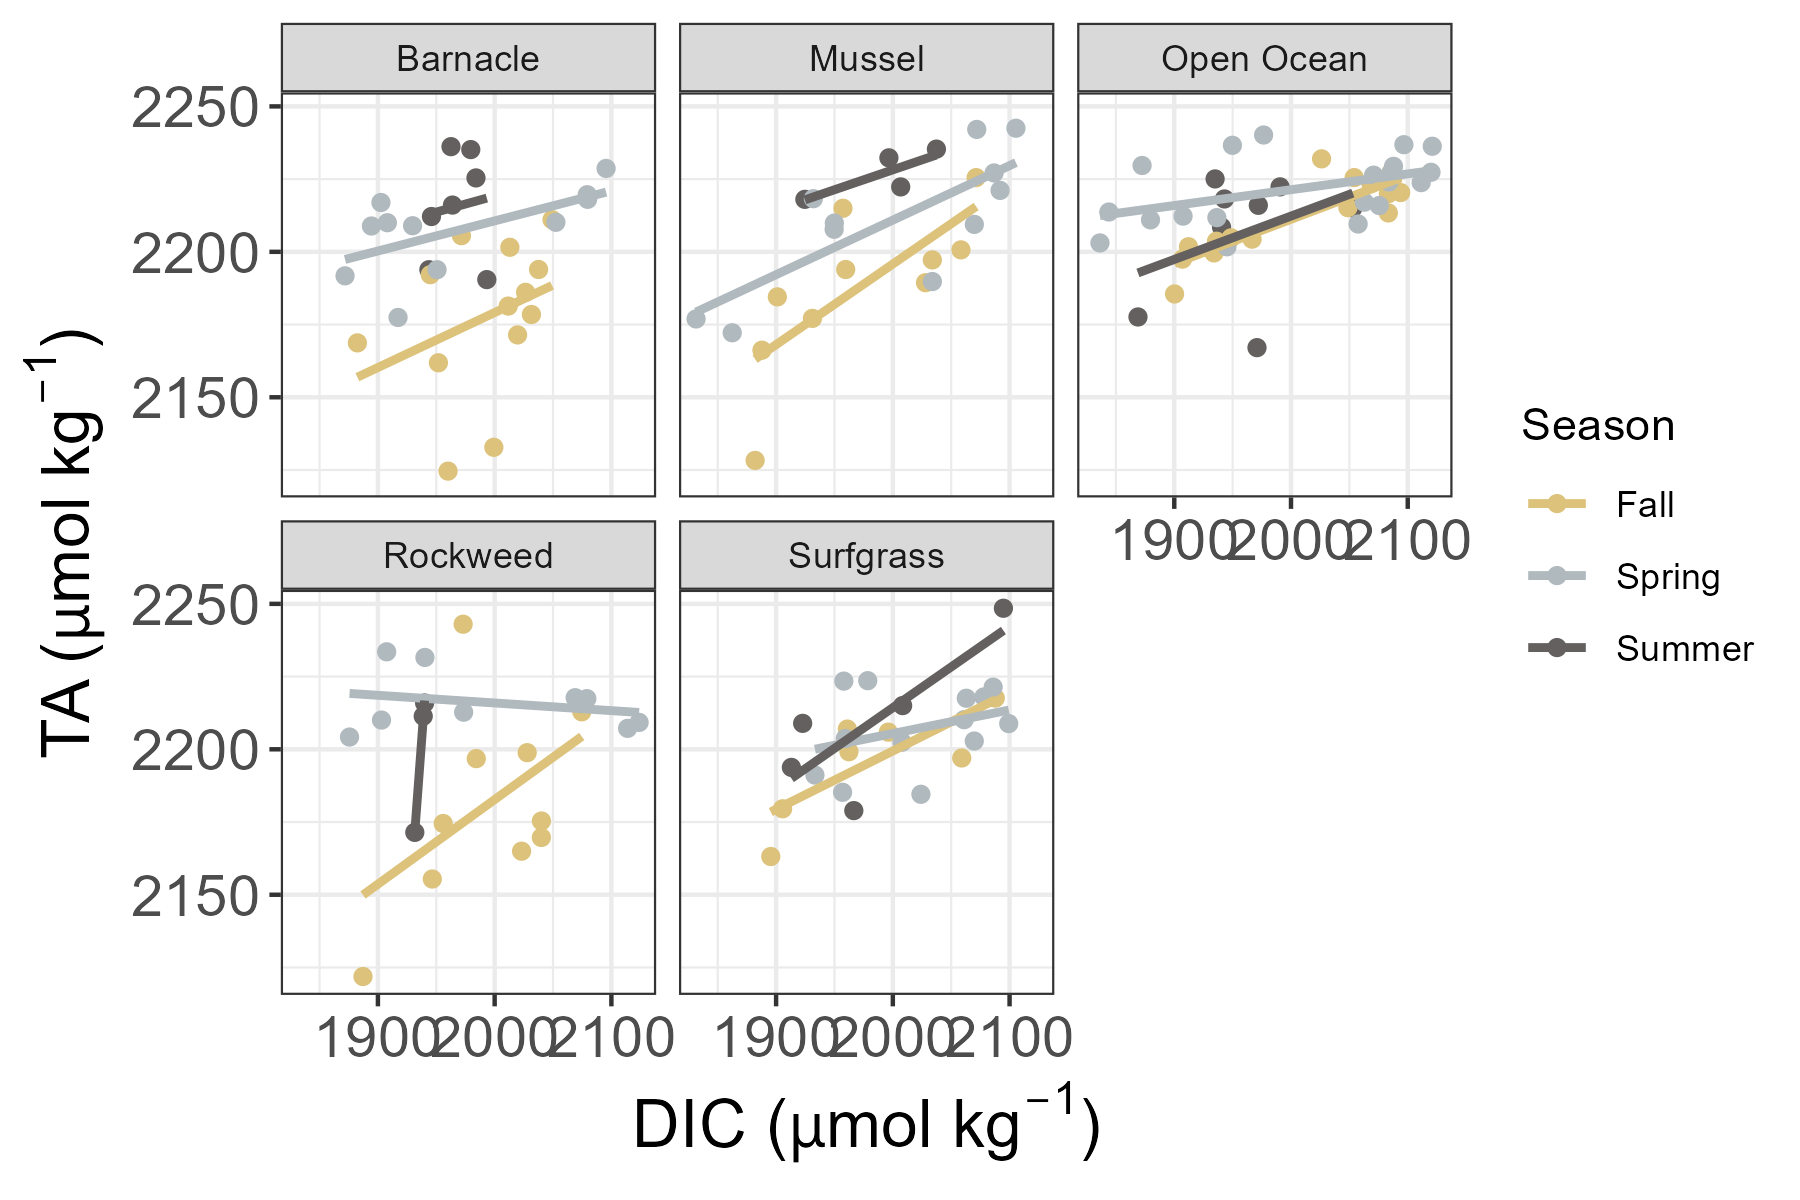 Barnacle Mussel Open Ocean
2250
2200
2150
1900 2000 2100
Rockweed Surfgrass
2250
2200
2150
1900 2000 2100 1900 2000 2100
TA (µmol kg⁻¹)
DIC (µmol kg⁻¹)
Season
Fall
Spring
Summer